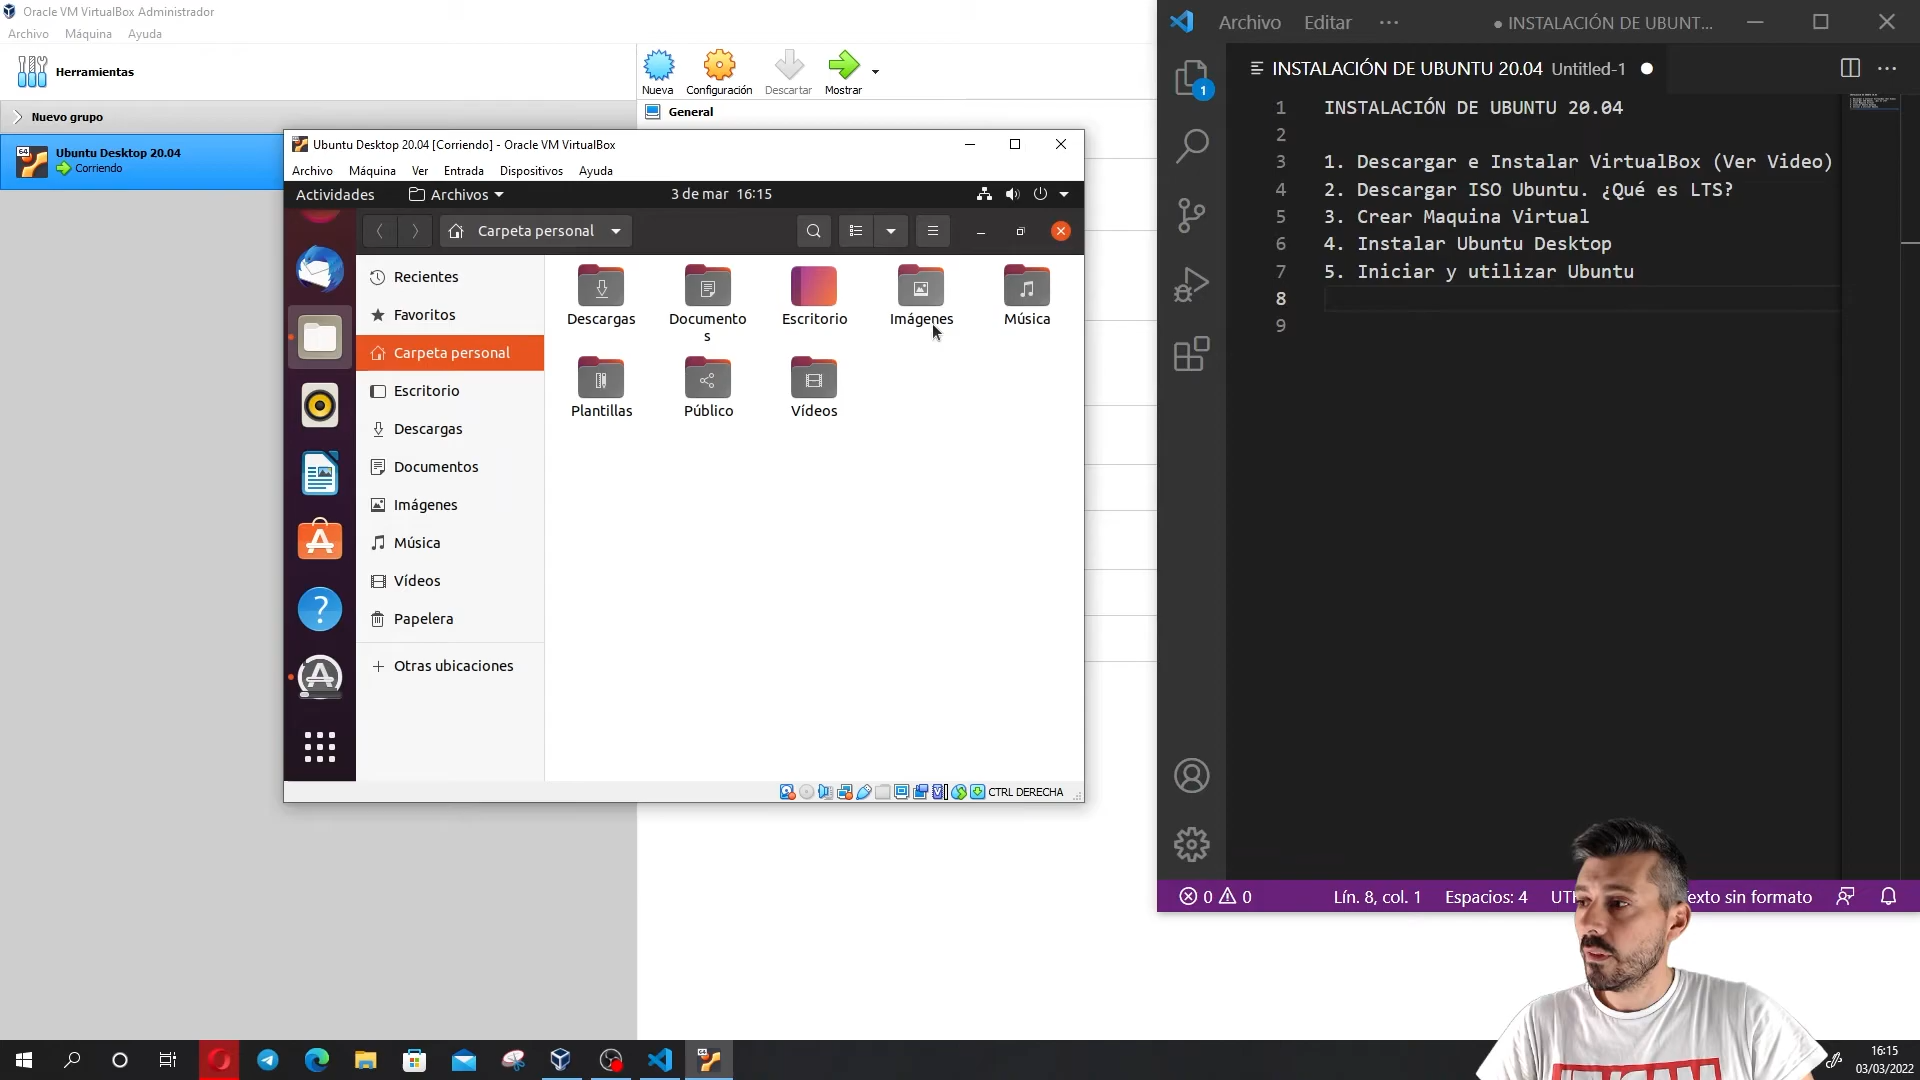 Oracle VM VirtualBox Administrador
Archivo Máquina Ayuda
Herramientas
Nuevo grupo
64
Ubuntu Desktop 20.04
Corriendo
Nueva Configuración Descartar Mostrar
General
Ubuntu Desktop 20.04 [Corriendo] - Oracle VM VirtualBox
Archivo Máquina Ver Entrada Dispositivos Ayuda
Actividades Archivos 3 de mar 16:15
Carpeta personal
Recientes
Favoritos
Carpeta personal
Escritorio
Descargas
Documentos
Imágenes
Música
Vídeos
Papelera
Otras ubicaciones
Descargas Documento Escritorio Imágenes Música
s
Plantillas Público Vídeos
CTRL DERECHA
Archivo Editar ··· ● INSTALACIÓN DE UBUNT...
INSTALACIÓN DE UBUNTU 20.04 Untitled-1
1
1 INSTALACIÓN DE UBUNTU 20.04
2
3 1. Descargar e Instalar VirtualBox (Ver Video)
4 2. Descargar ISO Ubuntu. ¿Qué es LTS?
5 3. Crear Maquina Virtual
6 4. Instalar Ubuntu Desktop
7 5. Iniciar y utilizar Ubuntu
8
9
0 0 Lín. 8, col. 1 Espacios: 4 exto sin formato
16:15
03/03/2022